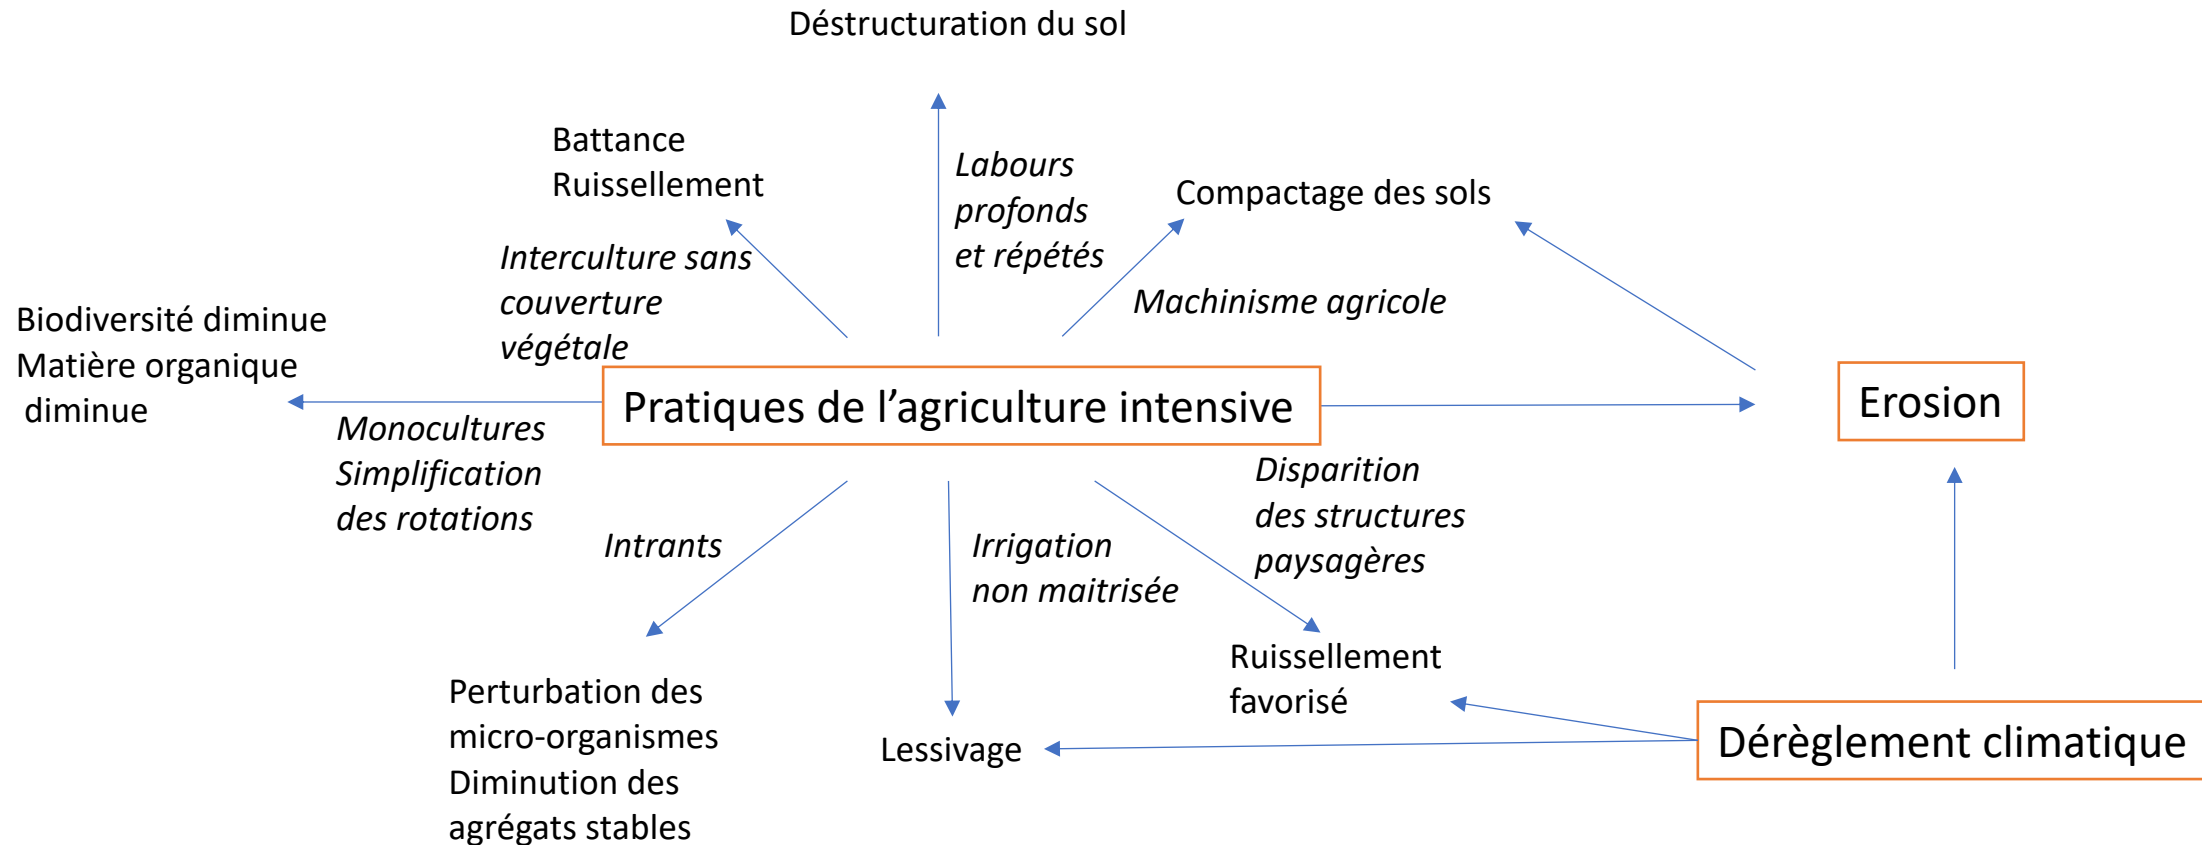 Déstructuration du sol
Battance
Ruissellement
Labours
profonds
et répétés
Compactage des sols
Interculture sans
couverture
végétale
Machinisme agricole
Biodiversité diminue
Matière organique
diminue
Pratiques de l’agriculture intensive
Erosion
Monocultures
Simplification
des rotations
Disparition
des structures
paysagères
Intrants
Irrigation
non maitrisée
Ruissellement
favorisé
Perturbation des
micro-organismes
Diminution des
agrégats stables
Lessivage
Dérèglement climatique